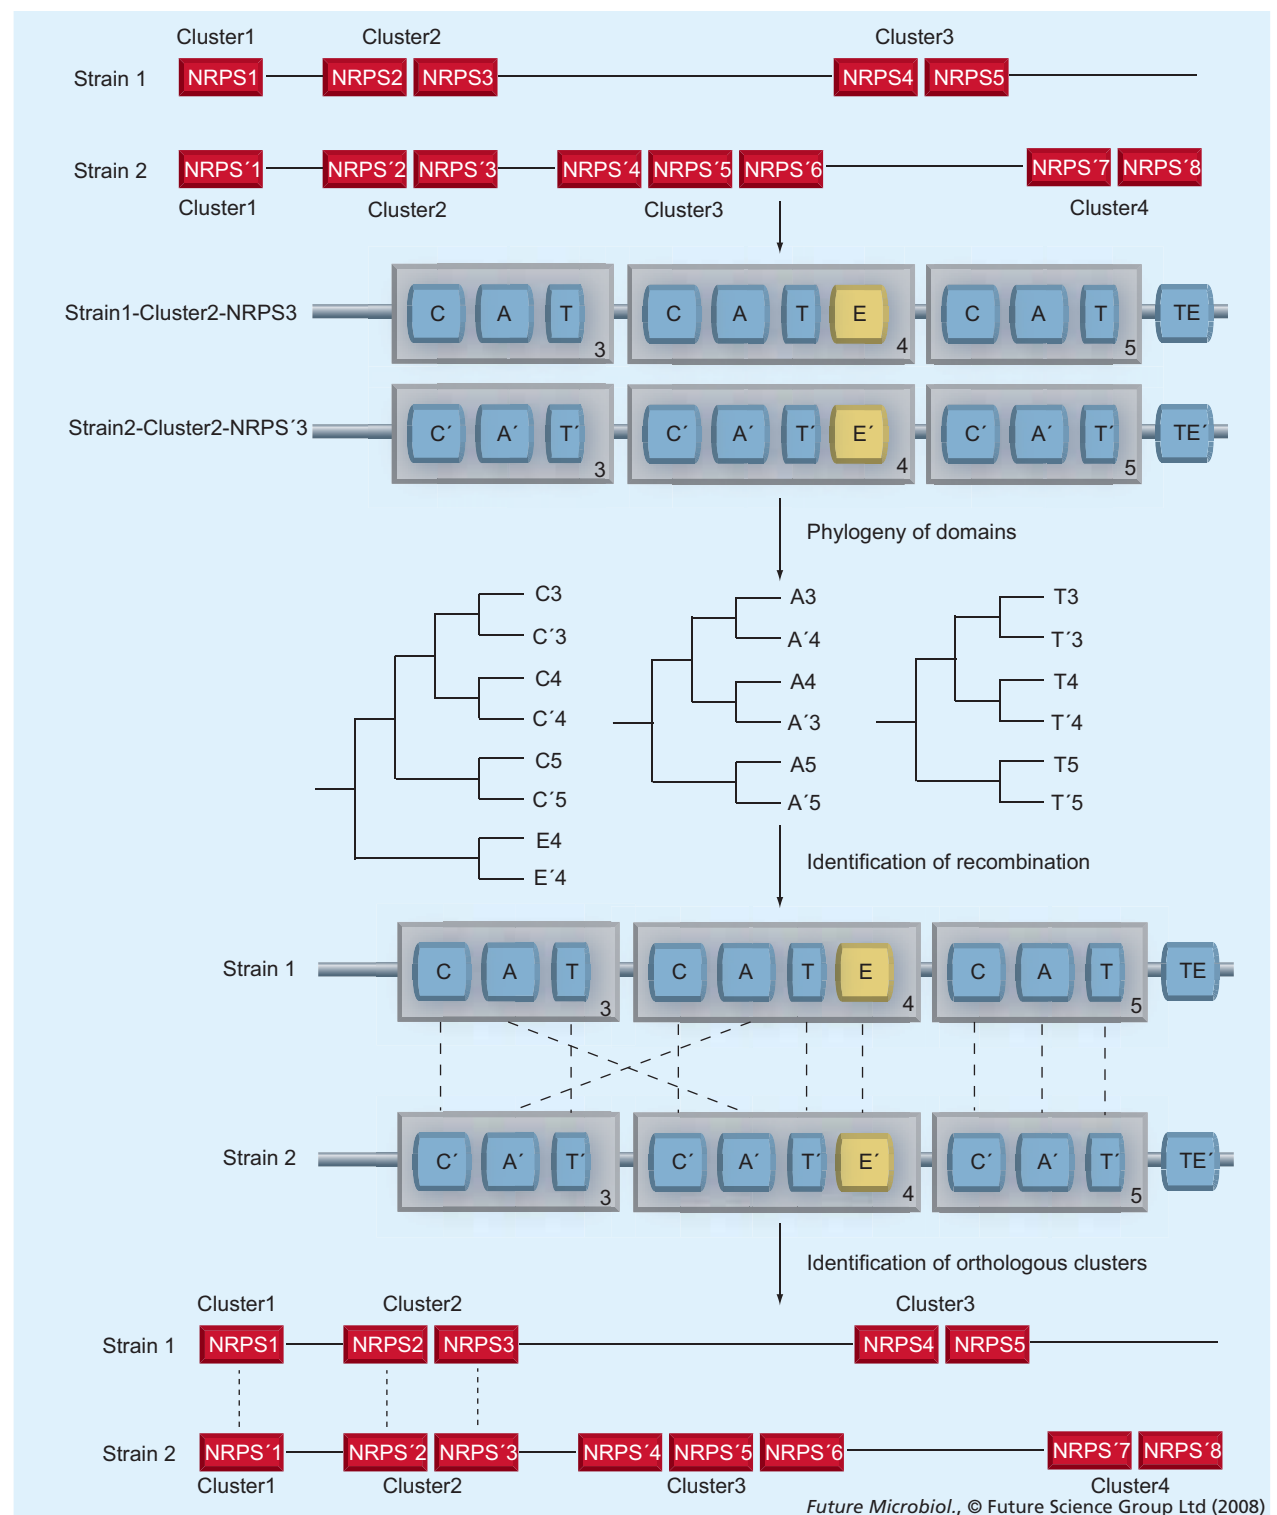 Cluster1 Cluster2 Cluster3
Strain 1 NRPS1 NRPS2 NRPS3 NRPS4 NRPS5
Strain 2 NRPS´1 NRPS´2 NRPS´3 NRPS´4 NRPS´5 NRPS´6 NRPS´7 NRPS´8
Cluster1 Cluster2 Cluster3 Cluster4
Strain1-Cluster2-NRPS3 C A T 3 C A T E 4 C A T 5 TE
Strain2-Cluster2-NRPS´3 C´ A´ T´ 3 C´ A´ T´ E´ 4 C´ A´ T´ 5 TE´
Phylogeny of domains
C3 A3 T3
C´3 A´4 T´3
C4 A4 T4
C´4 A´3 T´4
C5 A5 T5
C´5 A´5 T´5
E4
E´4
Identification of recombination
Strain 1 C A T 3 C A T E 4 C A T 5 TE
Strain 2 C´ A´ T´ 3 C´ A´ T´ E´ 4 C´ A´ T´ 5 TE´
Identification of orthologous clusters
Cluster1 Cluster2 Cluster3
Strain 1 NRPS1 NRPS2 NRPS3 NRPS4 NRPS5
Strain 2 NRPS´1 NRPS´2 NRPS´3 NRPS´4 NRPS´5 NRPS´6 NRPS´7 NRPS´8
Cluster1 Cluster2 Cluster3 Cluster4
Future Microbiol., © Future Science Group Ltd (2008)